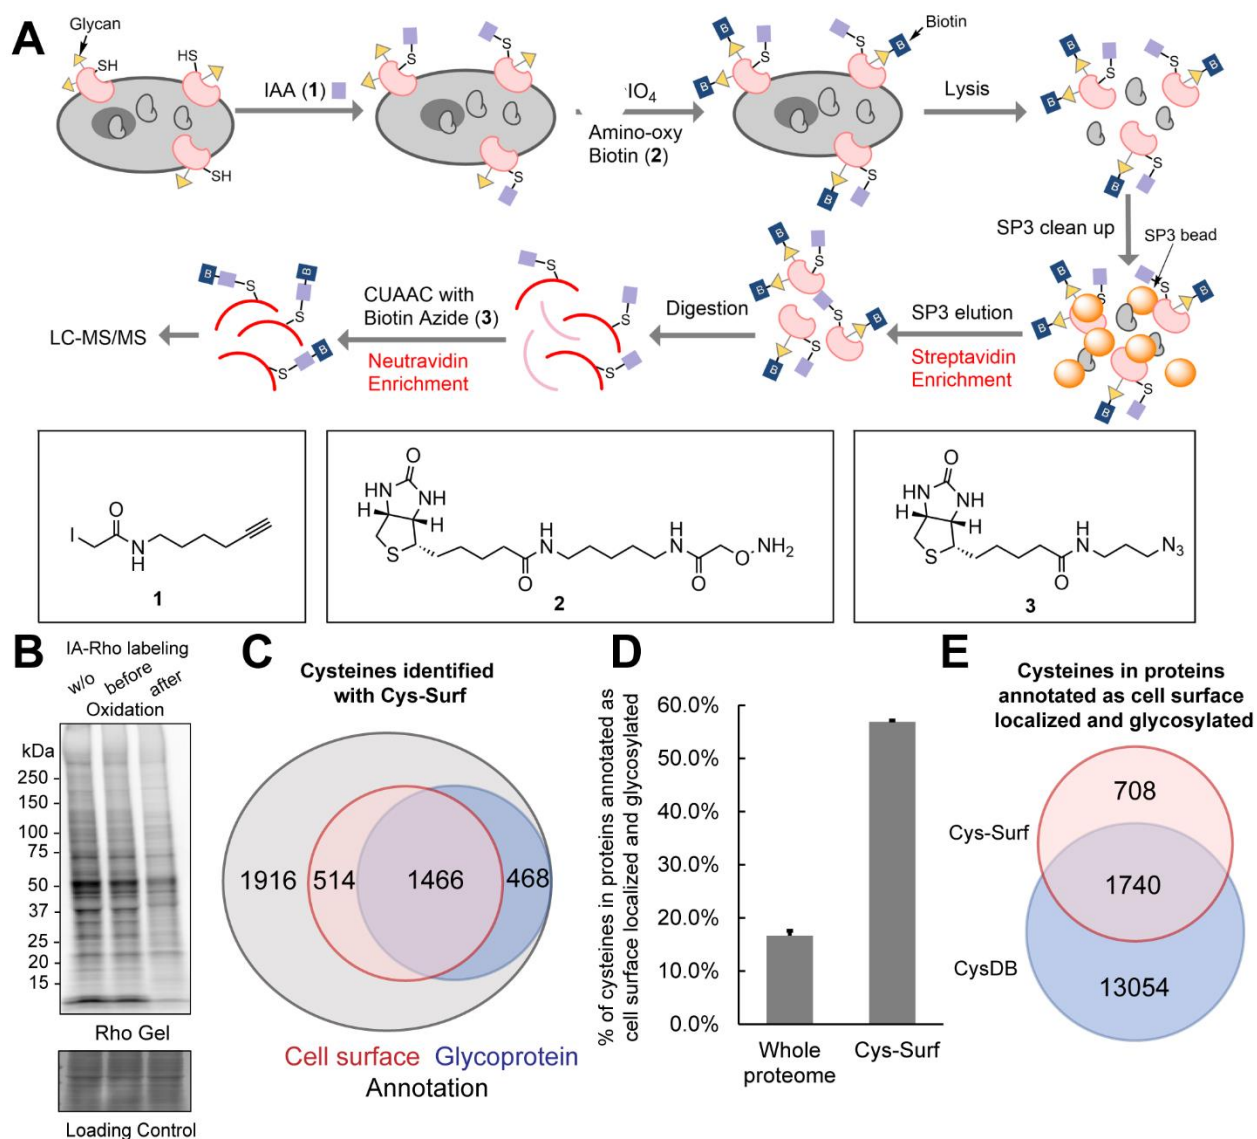 A
Glycan
SH
HS
SH
IAA (1)
S
S
S
IO4
Amino-oxy
Biotin (2)
B
S
S
B
Biotin
B
S
Lysis
B
S
S
B
S
B
SP3 clean up
SP3 bead
B
S
S
B
S
B
SP3 elution
Streptavidin
Enrichment
B
S
B
S
B
S
Digestion
S
S
S
CUAAC with
Biotin Azide (3)
Neutravidin
Enrichment
B
S
B
S
S
B
LC-MS/MS
I
O
N
H
1
O
HN
NH
H
H
S
O
H
N
H
N
O
O
NH2
2
O
HN
NH
H
H
S
O
H
N
N3
3
B
IA-Rho labeling
w/o before after
Oxidation
kDa
250
150
100
75
50
37
25
20
15
Rho Gel
Loading Control
C
Cysteines identified
with Cys-Surf
1916 514 1466 468
Cell surface Glycoprotein
Annotation
D
% of cysteines in proteins annotated as
cell surface localized and glycosylated
60.0%
50.0%
40.0%
30.0%
20.0%
10.0%
0.0%
Whole
proteome
Cys-Surf
E
Cysteines in proteins
annotated as cell surface
localized and glycosylated
708
Cys-Surf
1740
CysDB
13054